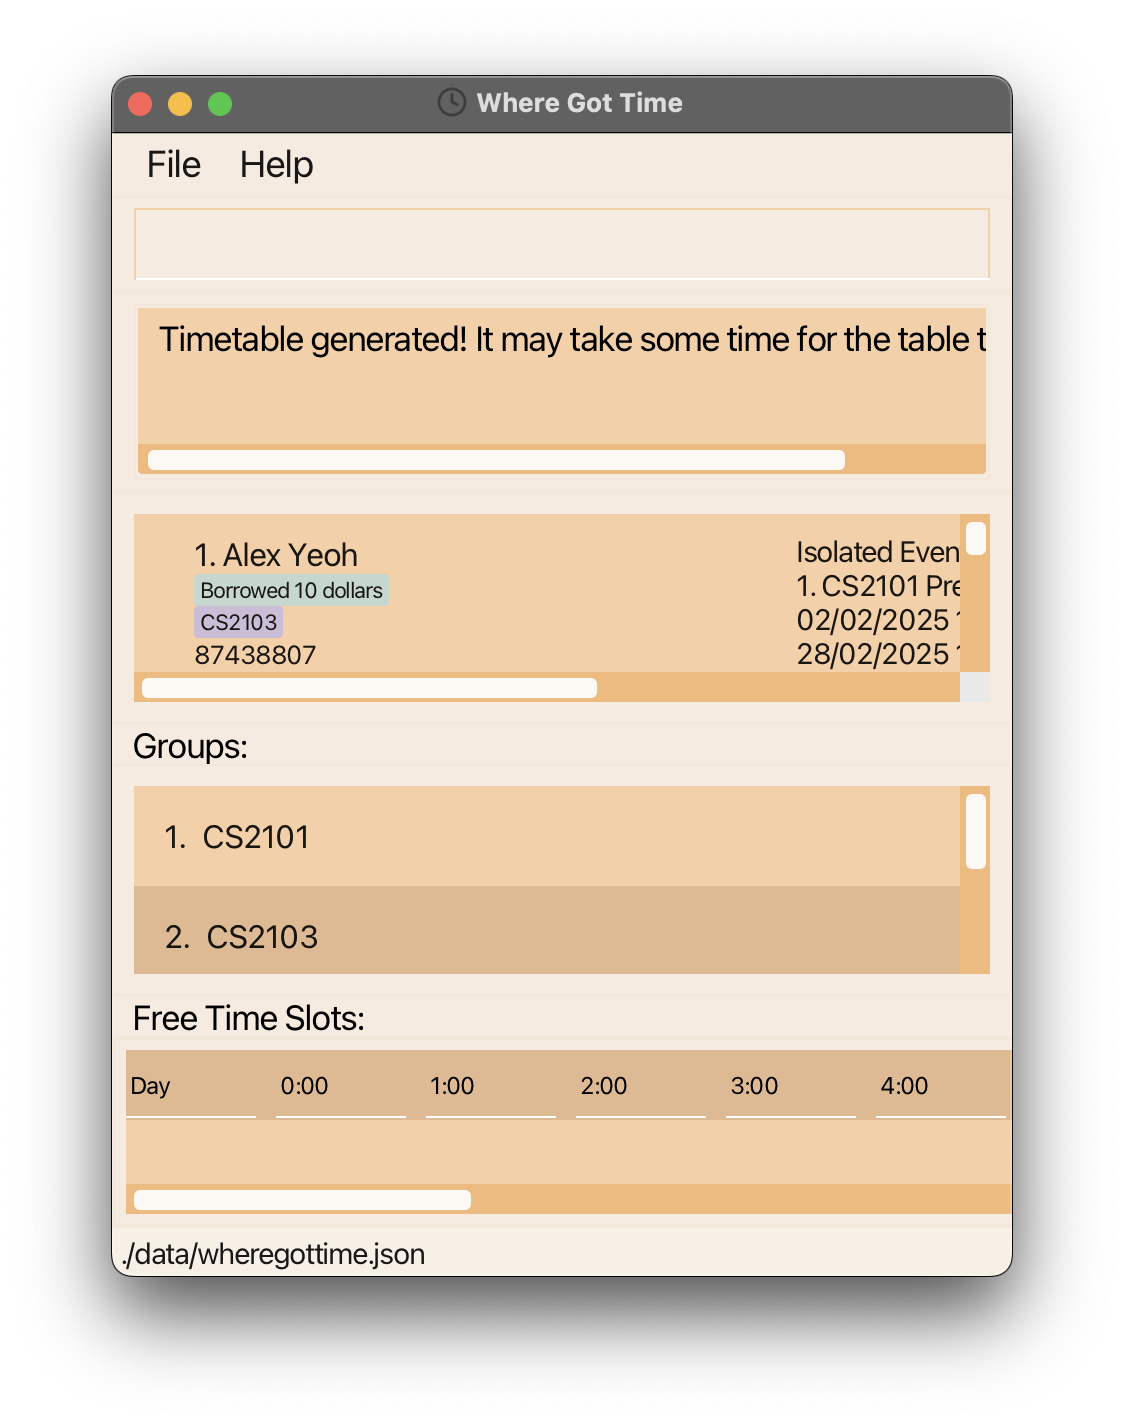 Where Got Time
File Help
Timetable generated! It may take some time for the table t
1. Alex Yeoh
Borrowed 10 dollars
CS2103
87438807
Isolated Even
1. CS2101 Pre
02/02/2025
28/02/2025
Groups:
1. CS2101
2. CS2103
Free Time Slots:
Day 0:00 1:00 2:00 3:00 4:00
./data/wheregottime.json